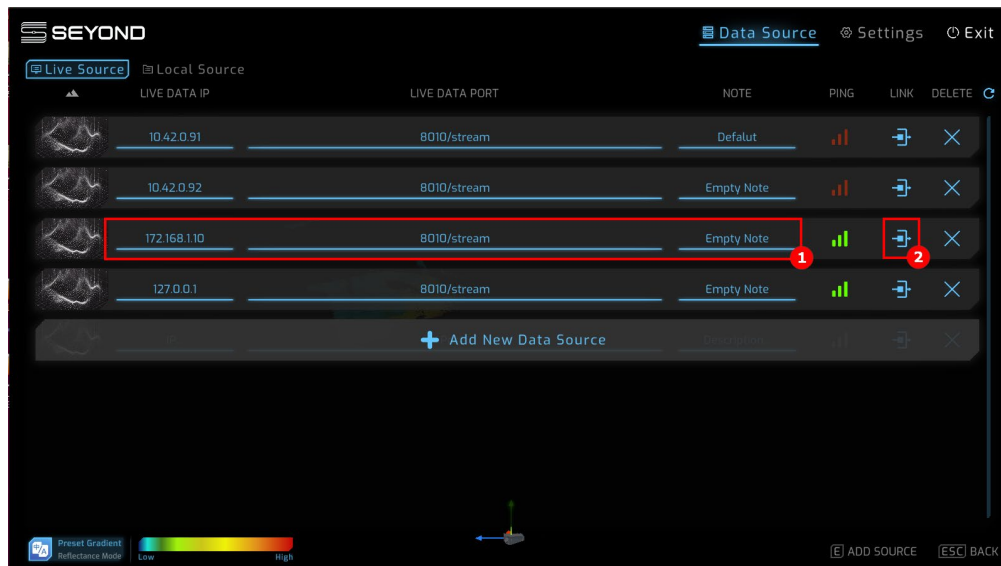 SEYOND
Data Source Settings Exit
Live Source Local Source
LIVE DATA IP LIVE DATA PORT NOTE PING LINK DELETE
10.42.0.91 8010/stream Defalut
10.42.0.92 8010/stream Empty Note
172.168.1.10 8010/stream Empty Note
1 2
127.0.0.1 8010/stream Empty Note
IP Add New Data Source Description
Preset Gradient
Reflectance Mode Low High
E ADD SOURCE ESC BACK